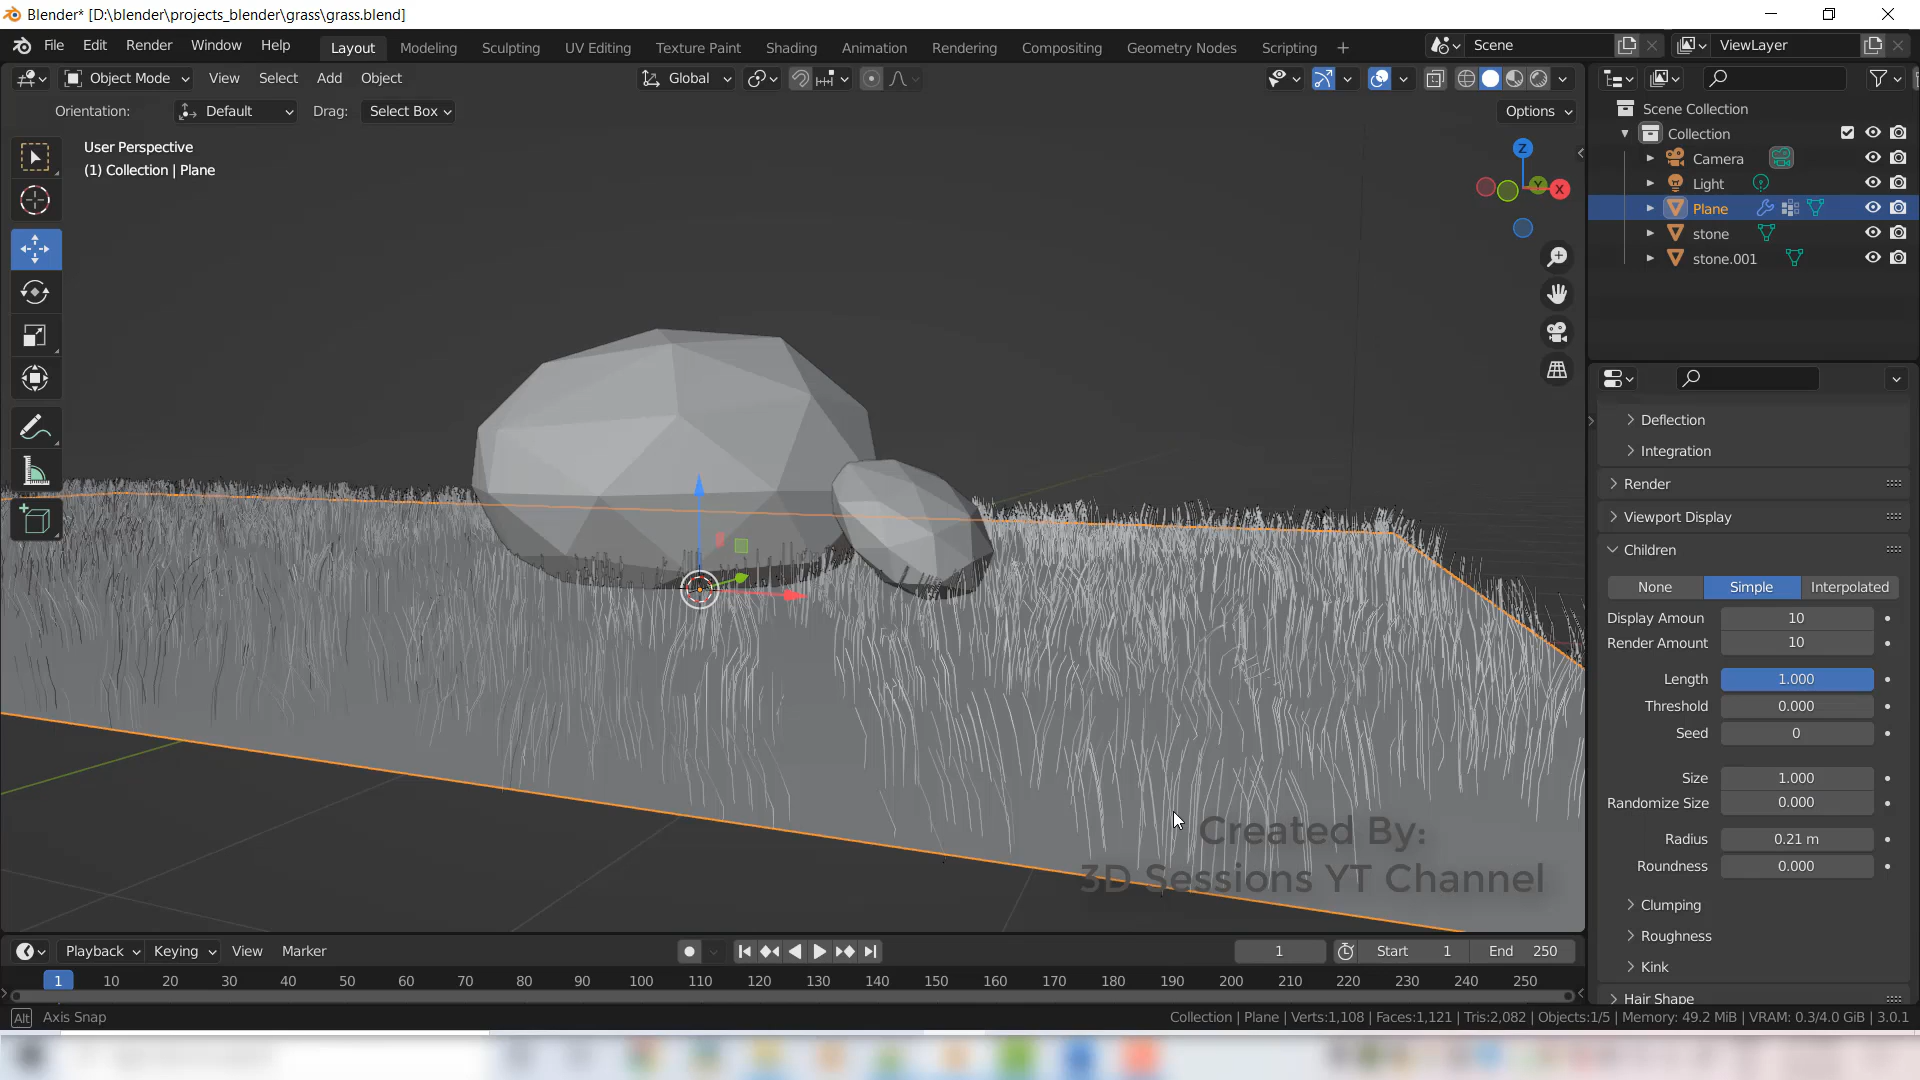 Blender* [D:\blender\projects_blender\grass\grass.blend]
File Edit Render Window Help
Layout Modeling Sculpting UV Editing Texture Paint Shading Animation Rendering Compositing Geometry Nodes Scripting +
Scene
ViewLayer
Object Mode View Select Add Object
Global
Orientation: Default Drag: Select Box
Options
User Perspective
(1) Collection | Plane
Z
Y
X
Scene Collection
Collection
Camera
Light
Plane
stone
stone.001
Deflection
Integration
Render
Viewport Display
Children
None Simple Interpolated
Display Amoun 10
Render Amount 10
Length 1.000
Threshold 0.000
Seed 0
Size 1.000
Randomize Size 0.000
Radius 0.21 m
Roundness 0.000
Clumping
Roughness
Kink
Hair Shape
Created By:
3D Sessions YT Channel
Playback Keying View Marker
1
Start 1 End 250
1 10 20 30 40 50 60 70 80 90 100 110 120 130 140 150 160 170 180 190 200 210 220 230 240 250
Alt Axis Snap
Collection | Plane | Verts:1,108 | Faces:1,121 | Tris:2,082 | Objects:1/5 | Memory: 49.2 MiB | VRAM: 0.3/4.0 GiB | 3.0.1